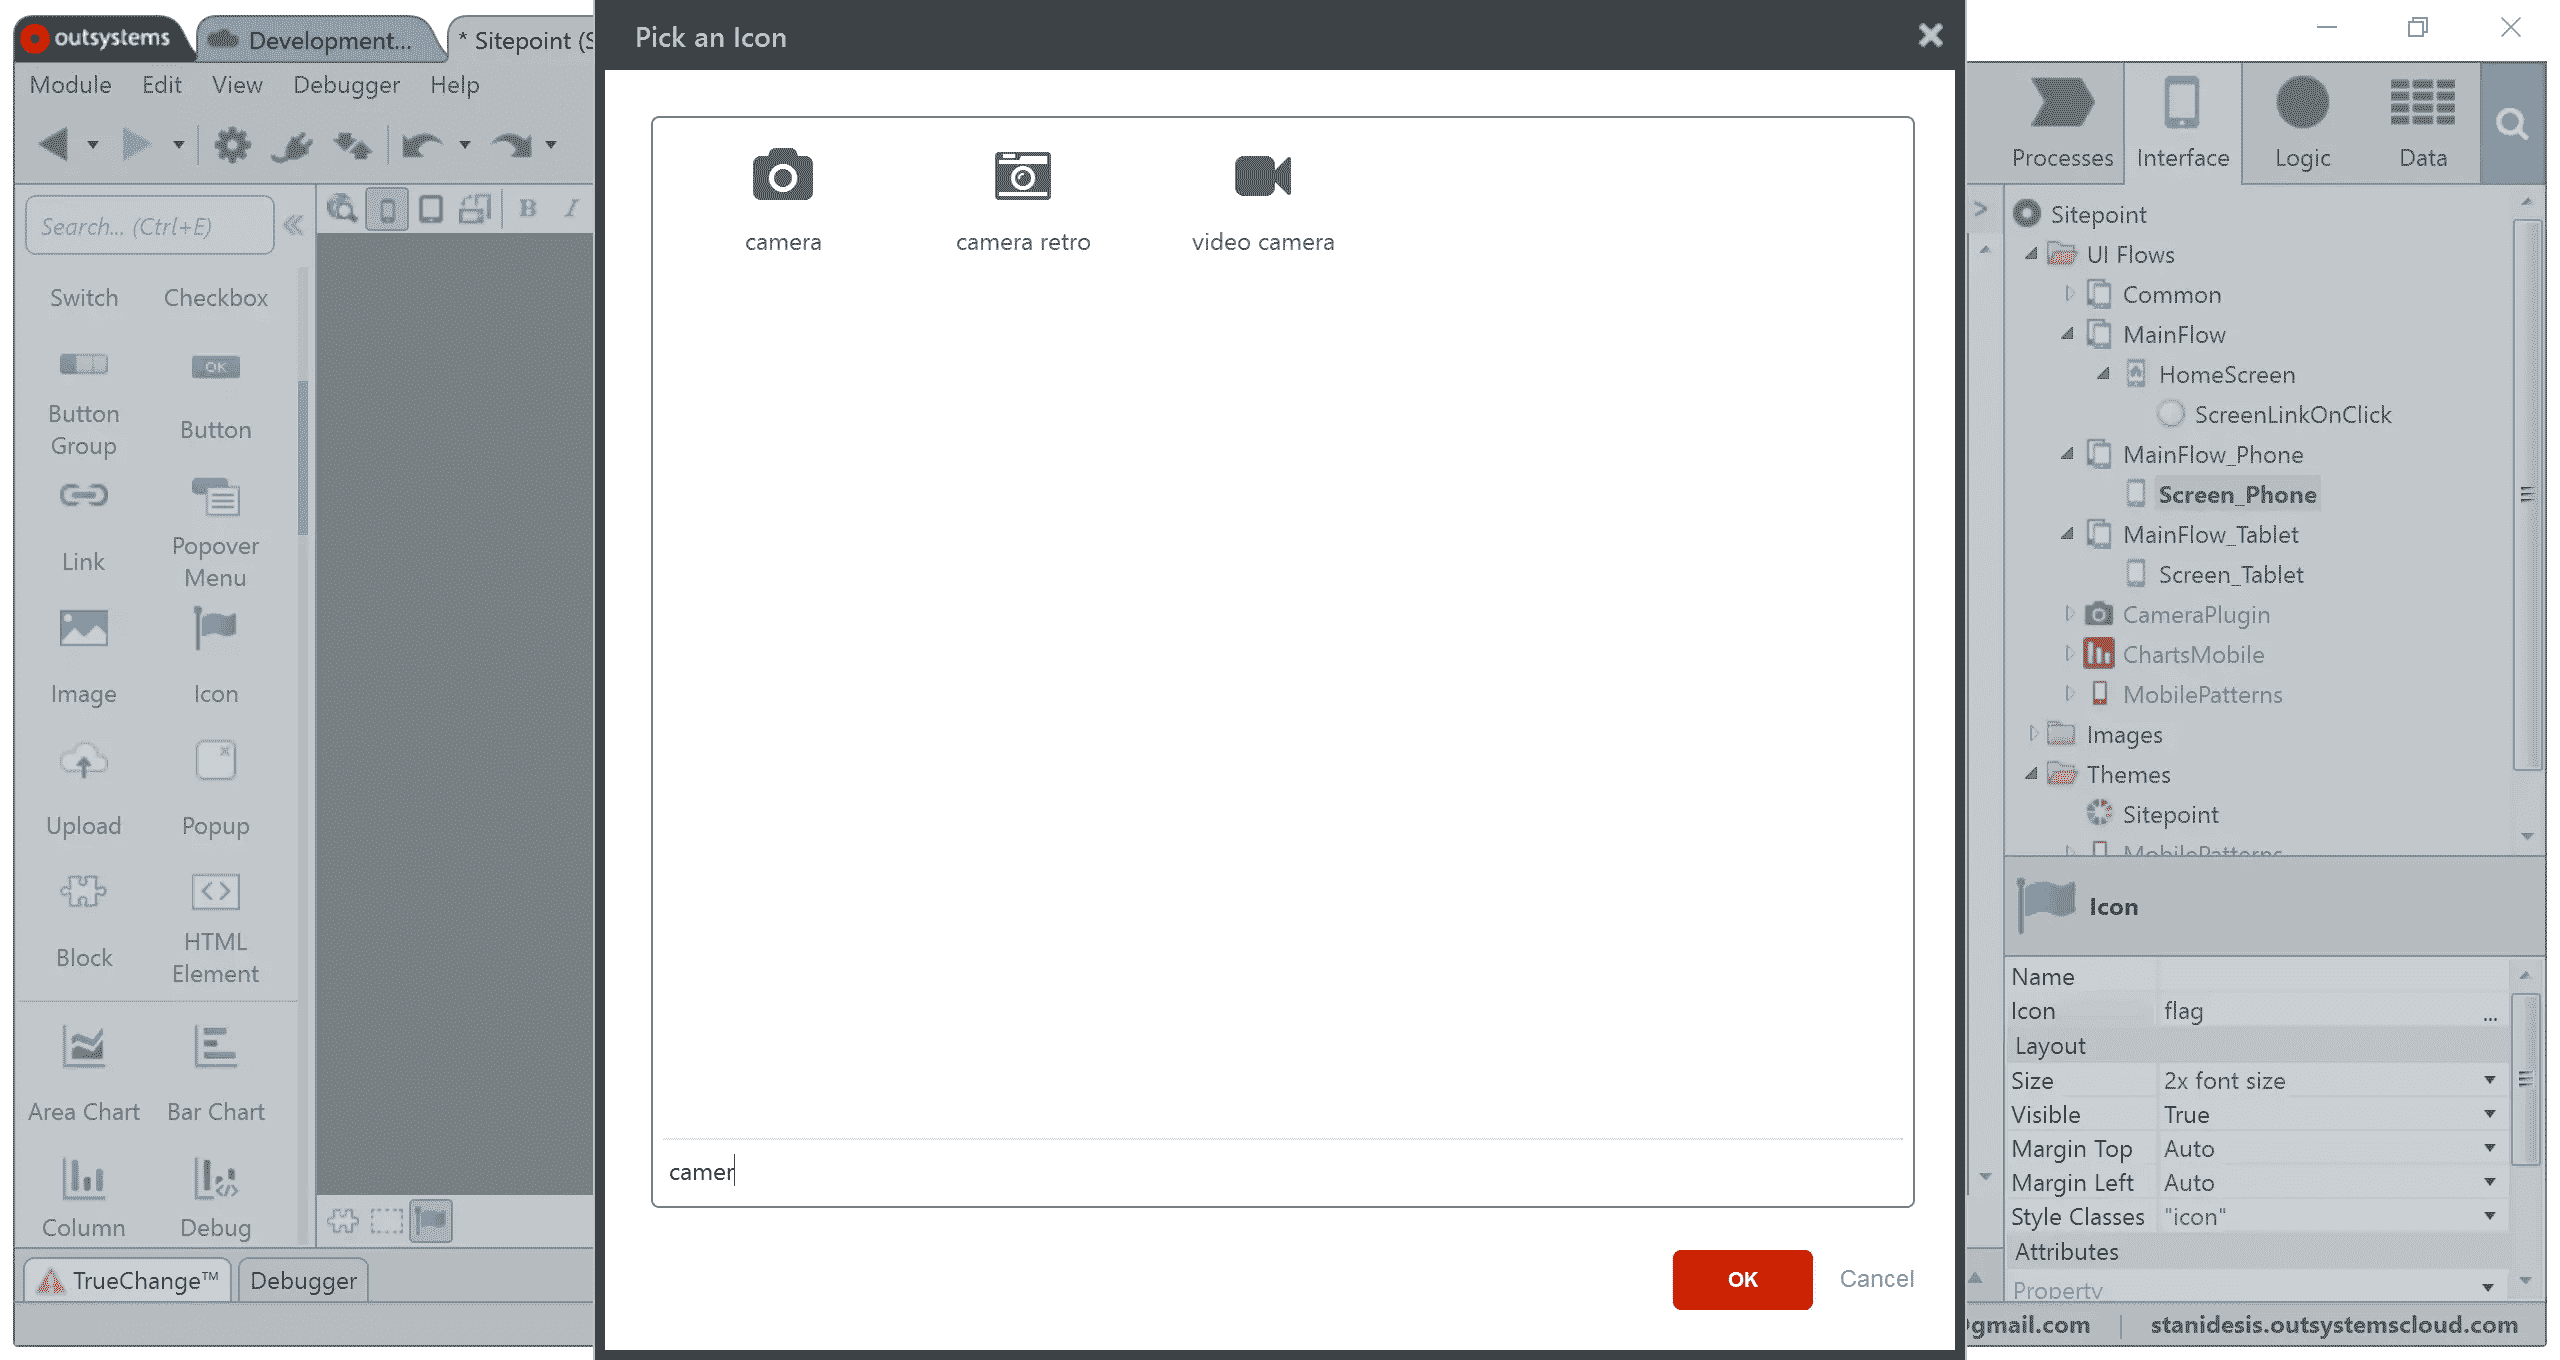 outsystems
Development...
* Sitepoint (S
Module Edit View Debugger Help
Search... (Ctrl+E)
B I
Switch Checkbox
OK
Button Group
Button
Link
Popover Menu
Image
Icon
Upload
Popup
Block
HTML Element
Area Chart
Bar Chart
Column
Debug
TrueChange™
Debugger
Pick an Icon
camera
camera retro
video camera
camer
OK
Cancel
Processes
Interface
Logic
Data
Sitepoint
UI Flows
Common
MainFlow
HomeScreen
ScreenLinkOnClick
MainFlow_Phone
Screen_Phone
MainFlow_Tablet
Screen_Tablet
CameraPlugin
ChartsMobile
MobilePatterns
Images
Themes
Sitepoint
MobilePatterns
Icon
Name
Icon flag ...
Layout
Size 2x font size
Visible True
Margin Top Auto
Margin Left Auto
Style Classes "icon"
Attributes
Property
@gmail.com | stanidesis.outsystemscloud.com